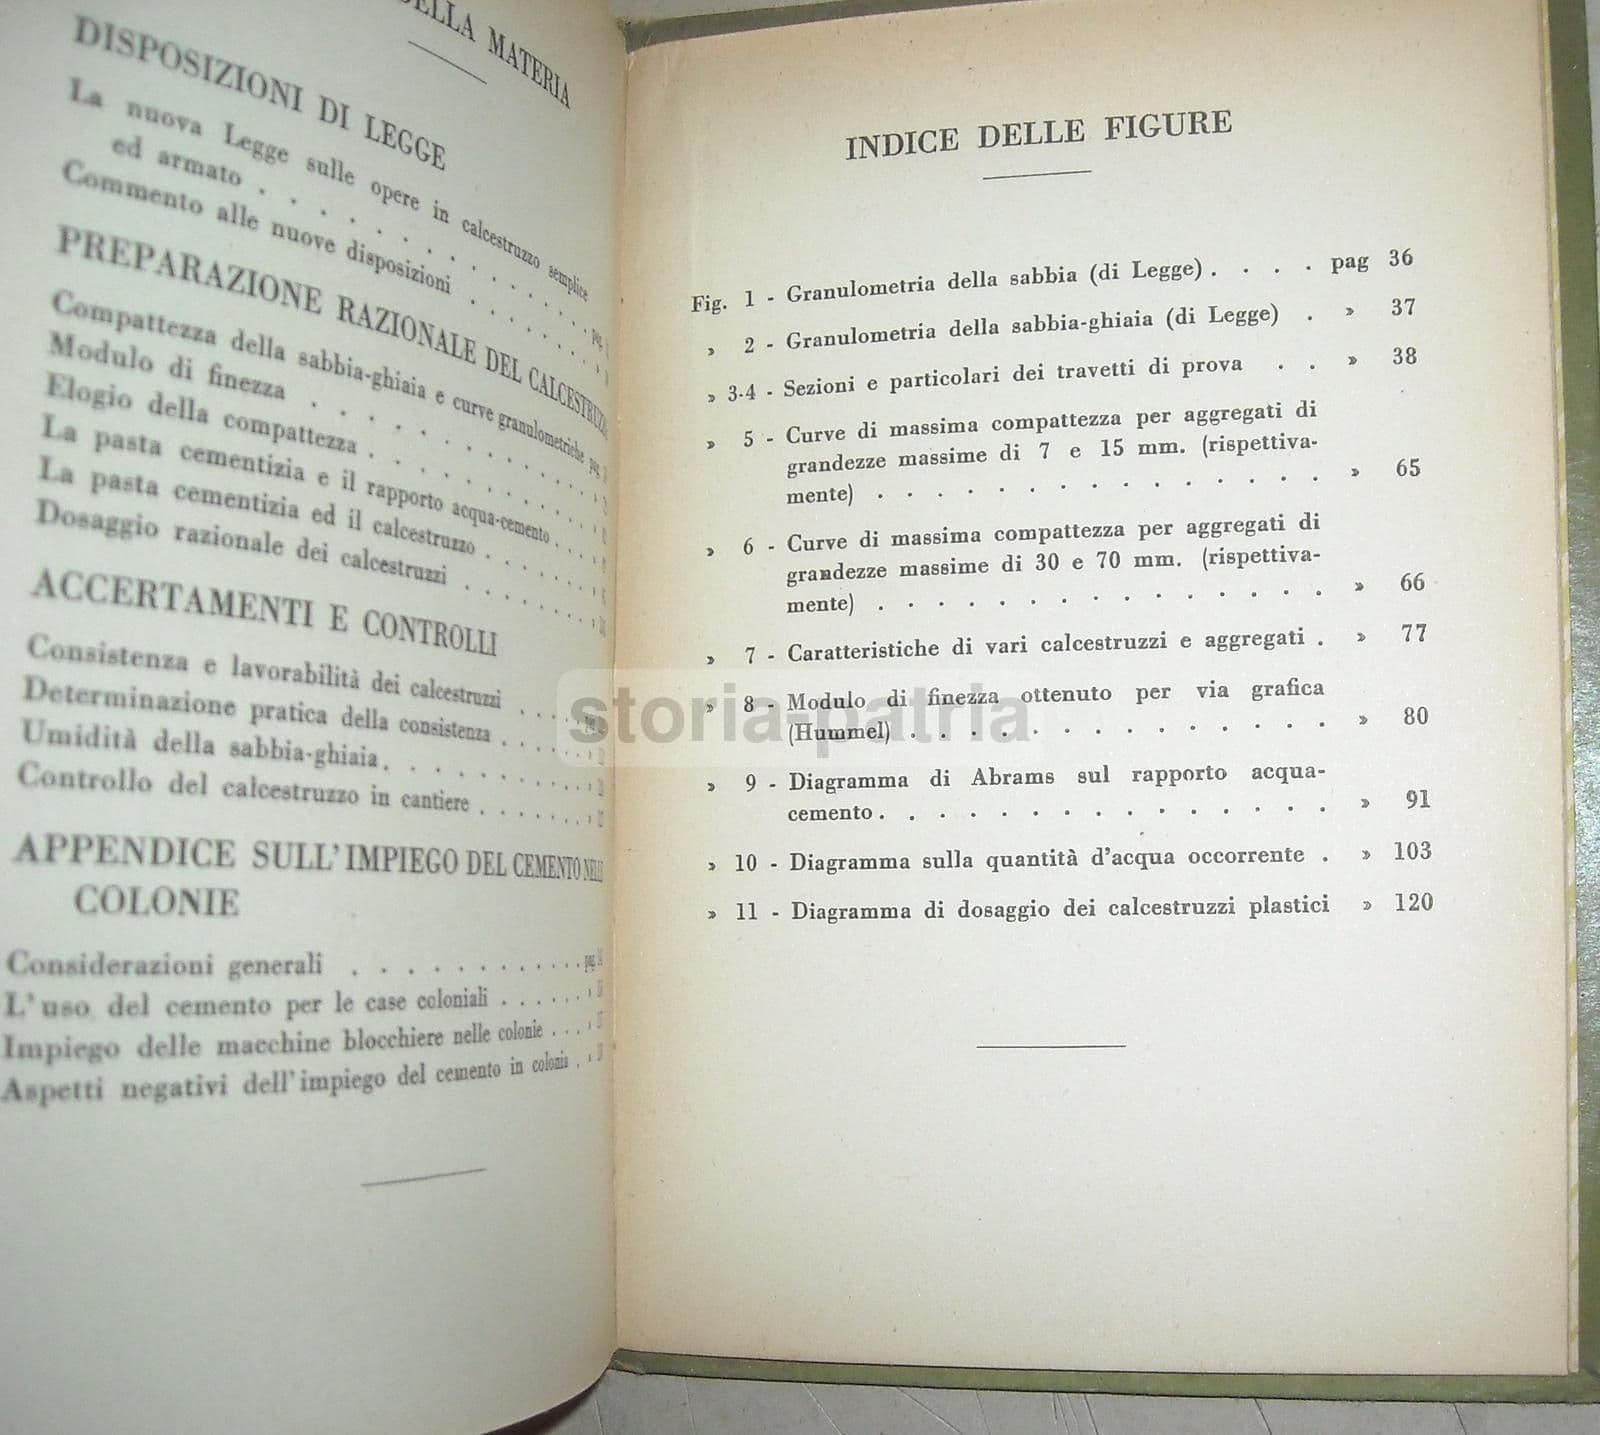 DELLA MATERIA
DISPOSIZIONI DI LEGGE
La nuova Legge sulle opere in calcestruzzo semplice
ed armato . . . . . . . . . . . . pag
Commento alle nuove disposizioni . . . . . .
PREPARAZIONE RAZIONALE DEL CALCESTRUZZO
Compattezza della sabbia-ghiaia e curve granulometriche pag
Modulo di finezza . . . . . . . . . .
Elogio della compattezza . . . . . . . .
La pasta cementizia e il rapporto acqua-cemento . . . .
La pasta cementizia ed il calcestruzzo . . . . . .
Dosaggio razionale dei calcestruzzi . . . . . . .
ACCERTAMENTI E CONTROLLI
Consistenza e lavorabilità dei calcestruzzi . . . . pag
Determinazione pratica della consistenza . . . . . .
Umidità della sabbia-ghiaia . . . . . . . . .
Controllo del calcestruzzo in cantiere . . . . . .
APPENDICE SULL'IMPIEGO DEL CEMENTO NELLE
COLONIE
Considerazioni generali . . . . . . . . . . . pag
L'uso del cemento per le case coloniali . . . . . .
Impiego delle macchine blocchiere nelle colonie . . .
Aspetti negativi dell'impiego del cemento in colonia .
INDICE DELLE FIGURE
Fig. 1 - Granulometria della sabbia (di Legge) . . . . pag 36
» 2 - Granulometria della sabbia-ghiaia (di Legge) . » 37
» 3-4 - Sezioni e particolari dei travetti di prova . . » 38
» 5 - Curve di massima compattezza per aggregati di
grandezze massime di 7 e 15 mm. (rispettiva-
mente) . . . . . . . . . . . . . . . » 65
» 6 - Curve di massima compattezza per aggregati di
grandezze massime di 30 e 70 mm. (rispettiva-
mente) . . . . . . . . . . . . . . . » 66
» 7 - Caratteristiche di vari calcestruzzi e aggregati . » 77
» 8 - Modulo di finezza ottenuto per via grafica
(Hummel) . . . . . . . . . . . . . . » 80
» 9 - Diagramma di Abrams sul rapporto acqua-
cemento . . . . . . . . . . . . . . . » 91
» 10 - Diagramma sulla quantità d'acqua occorrente . » 103
» 11 - Diagramma di dosaggio dei calcestruzzi plastici » 120
storia-patria